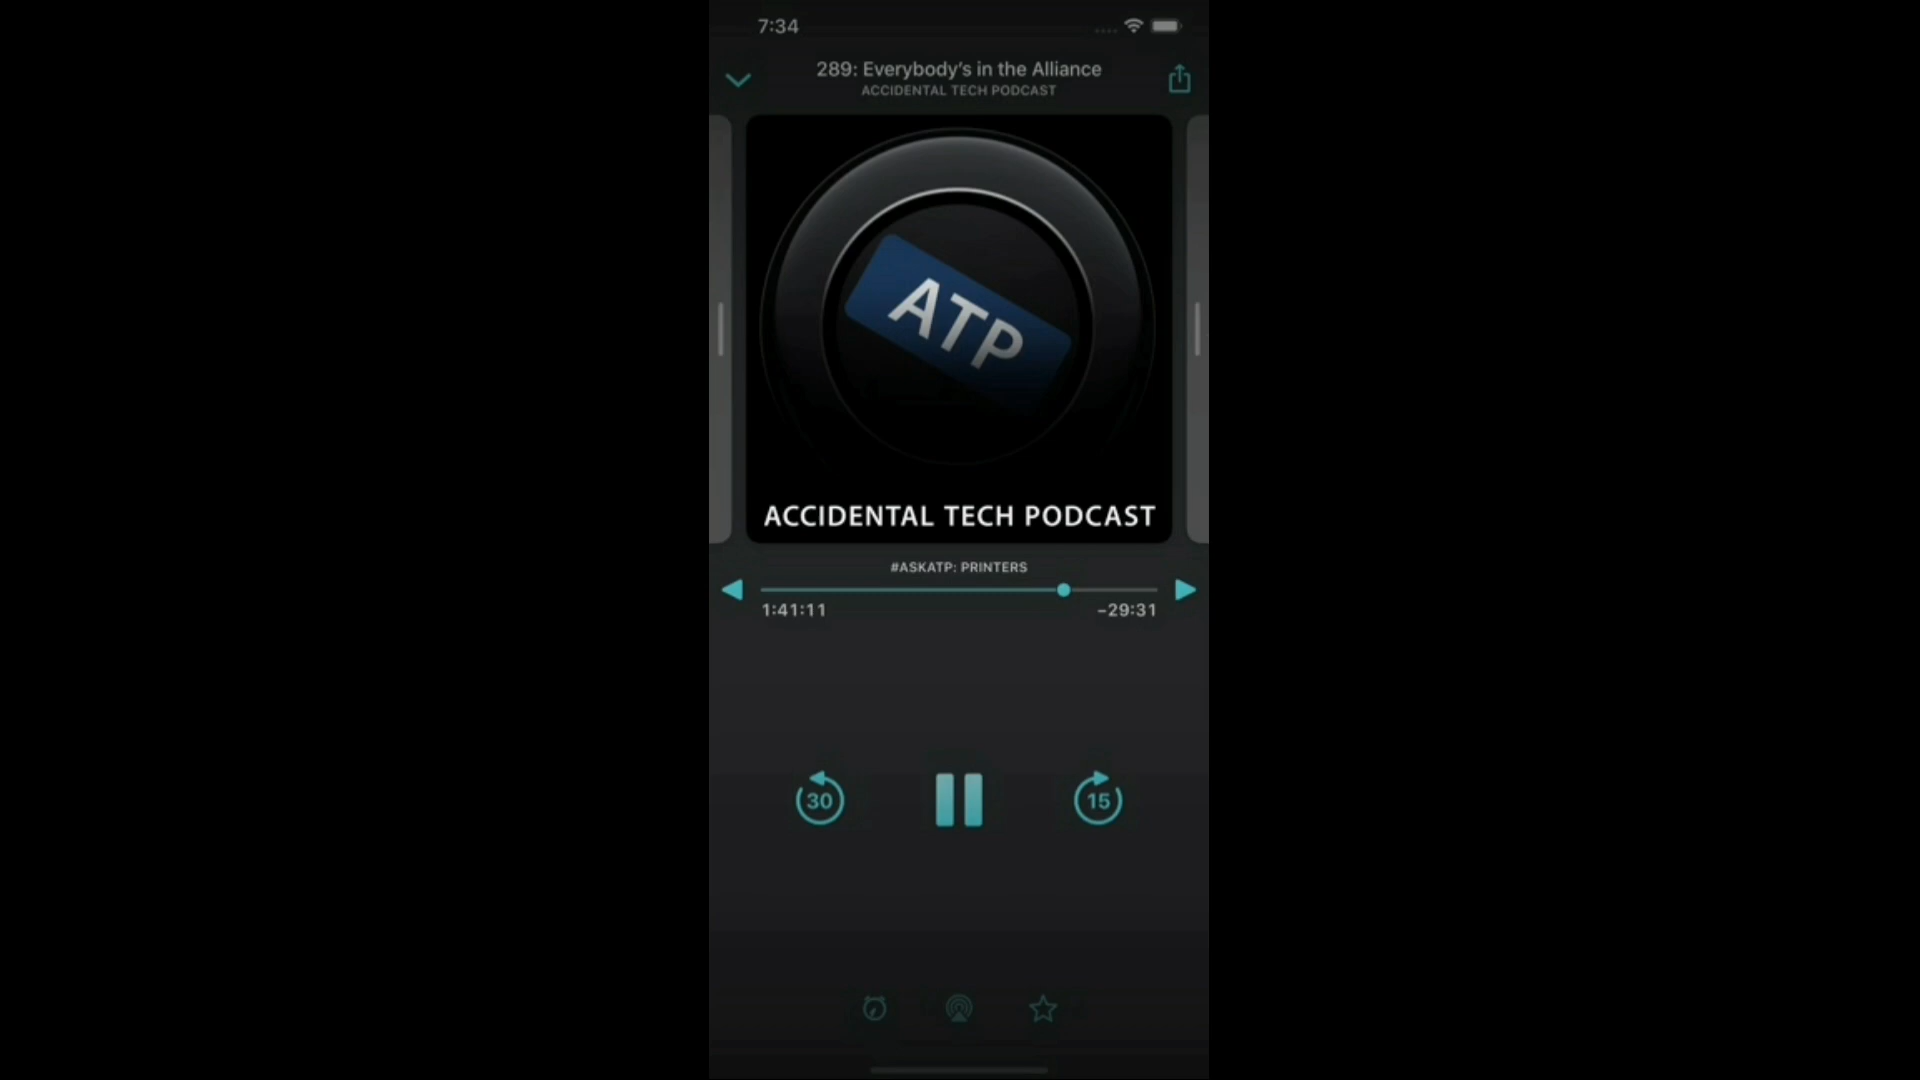 7:34
289: Everybody's in the Alliance
ACCIDENTAL TECH PODCAST
ATP
ACCIDENTAL TECH PODCAST
#ASKATP: PRINTERS
1:41:11 −29:31
30 15